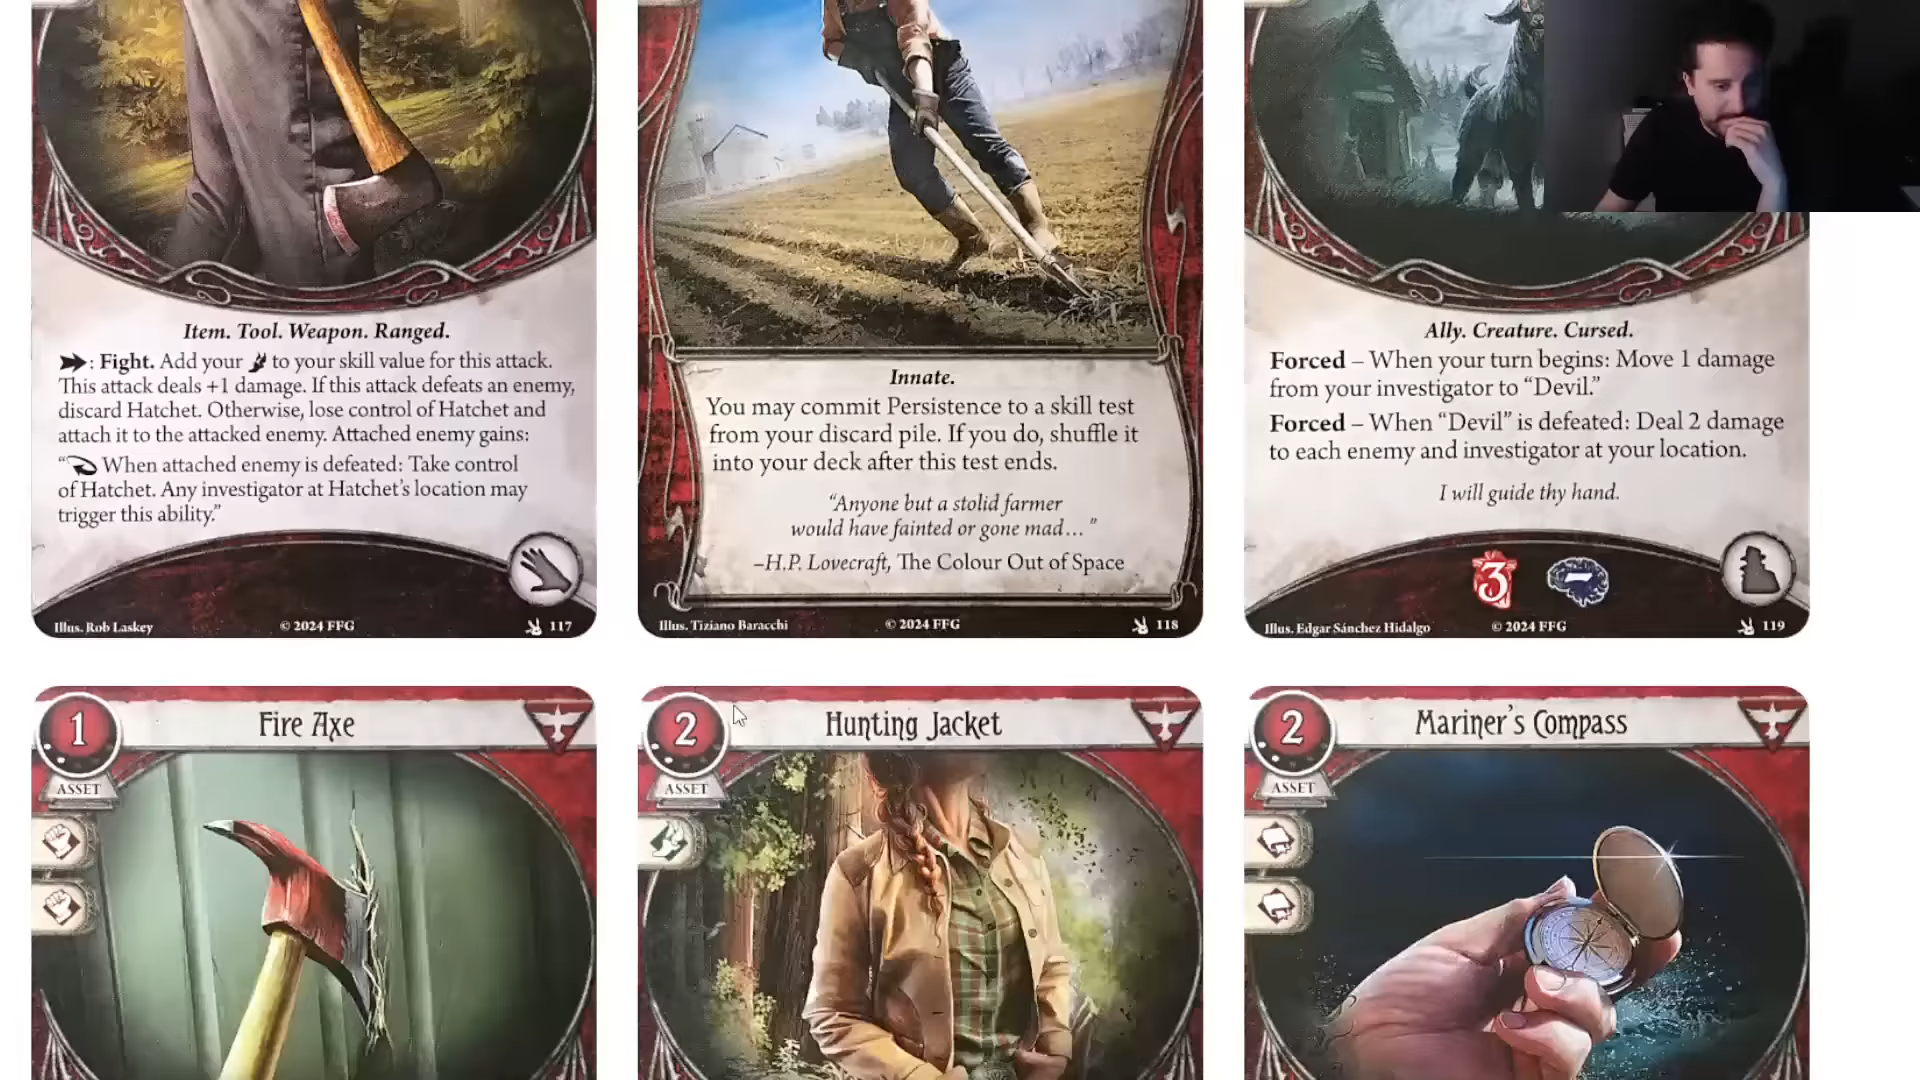 Item. Tool. Weapon. Ranged.
: Fight. Add your to your skill value for this attack.
This attack deals +1 damage. If this attack defeats an enemy,
discard Hatchet. Otherwise, lose control of Hatchet and
attach it to the attacked enemy. Attached enemy gains:
“ When attached enemy is defeated: Take control
of Hatchet. Any investigator at Hatchet's location may
trigger this ability.”
Illus. Rob Laskey
© 2024 FFG
117
Innate.
You may commit Persistence to a skill test
from your discard pile. If you do, shuffle it
into your deck after this test ends.
“Anyone but a stolid farmer
would have fainted or gone mad…”
–H.P. Lovecraft, The Colour Out of Space
Illus. Tiziano Baracchi
© 2024 FFG
118
Ally. Creature. Cursed.
Forced – When your turn begins: Move 1 damage
from your investigator to “Devil.”
Forced – When “Devil” is defeated: Deal 2 damage
to each enemy and investigator at your location.
I will guide thy hand.
3
–
Illus. Edgar Sánchez Hidalgo
© 2024 FFG
119
1
Fire Axe
ASSET
2
Hunting Jacket
ASSET
2
Mariner's Compass
ASSET